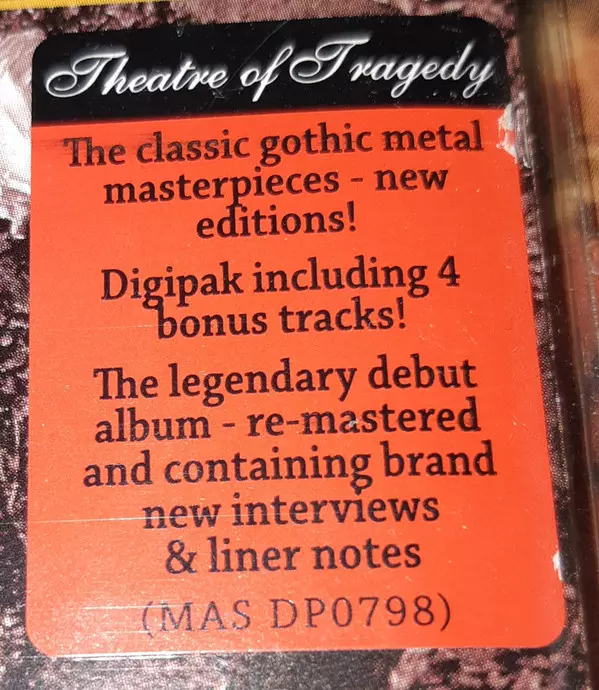 Theatre of Tragedy
The classic gothic metal
masterpieces - new
editions!
Digipak including 4
bonus tracks!
The legendary debut
album - re-mastered
and containing brand
new interviews
& liner notes
(MAS DP0798)